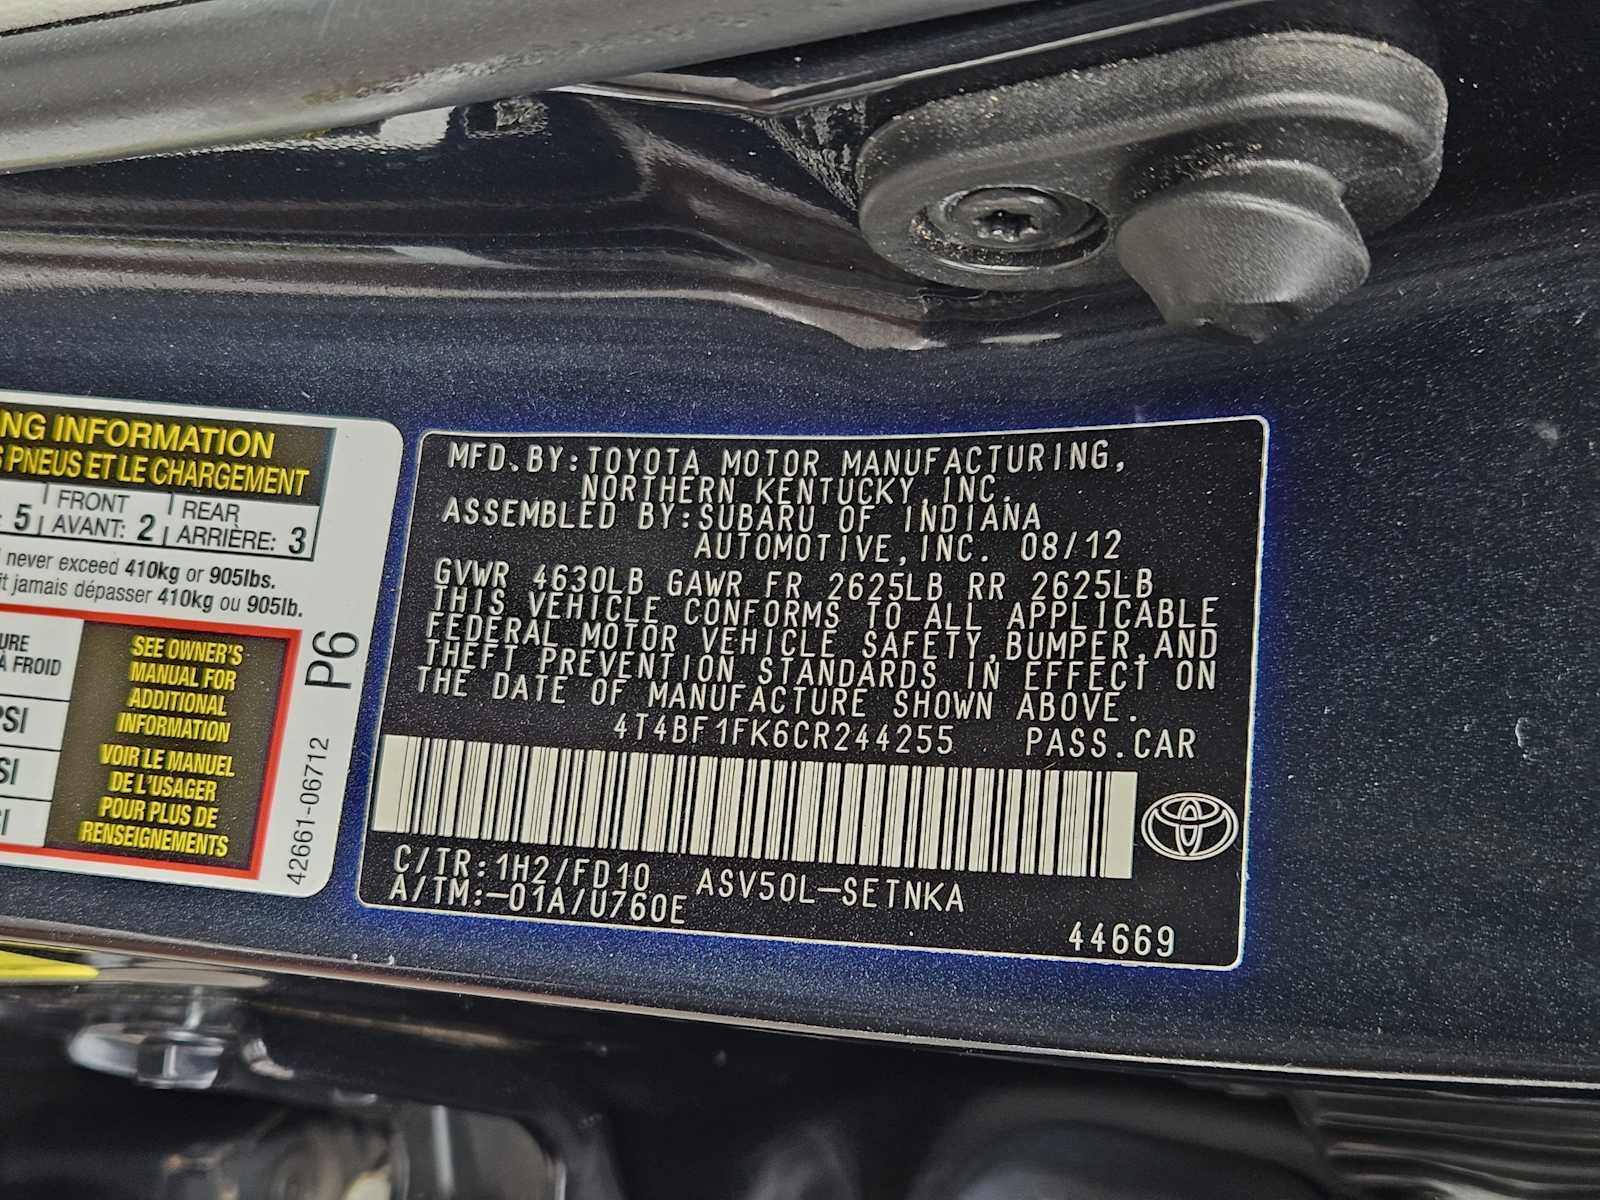 NG INFORMATION
S PNEUS ET LE CHARGEMENT
5 FRONT AVANT: 2 REAR ARRIÈRE: 3
never exceed 410kg or 905lbs.
it jamais dépasser 410kg ou 905lb.
URE
À FROID
PSI
SI
SI
SEE OWNER'S
MANUAL FOR
ADDITIONAL
INFORMATION
VOIR LE MANUEL
DE L'USAGER
POUR PLUS DE
RENSEIGNEMENTS
P6
42661-06712
MFD.BY:TOYOTA MOTOR MANUFACTURING,
NORTHERN KENTUCKY,INC.
ASSEMBLED BY:SUBARU OF INDIANA
AUTOMOTIVE,INC. 08/12
GVWR 4630LB GAWR FR 2625LB RR 2625LB
THIS VEHICLE CONFORMS TO ALL APPLICABLE
FEDERAL MOTOR VEHICLE SAFETY,BUMPER,AND
THEFT PREVENTION STANDARDS IN EFFECT ON
THE DATE OF MANUFACTURE SHOWN ABOVE.
4T4BF1FK6CR244255 PASS.CAR
C/TR:1H2/FD10 ASV50L-SETNKA
A/TM:-01A/U760E
44669